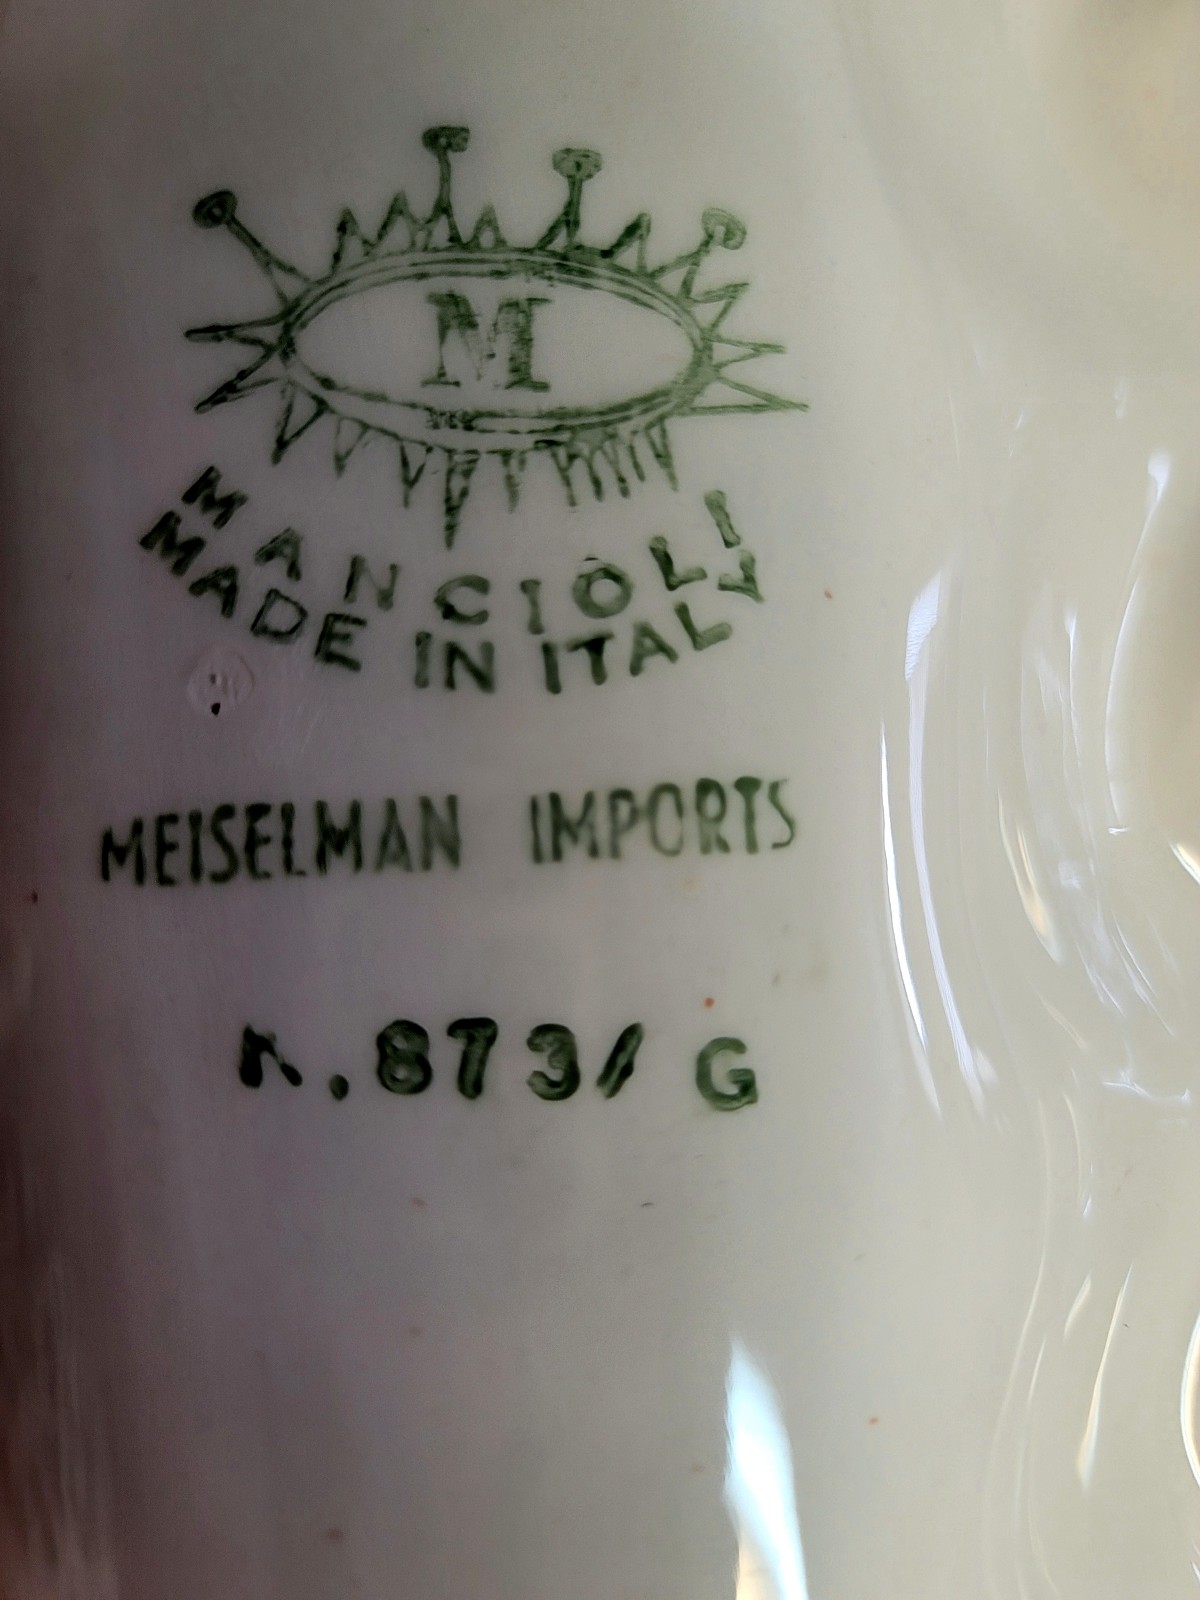 M
MANCIOLI
MADE IN ITALY
MEISELMAN IMPORTS
N.873/ G